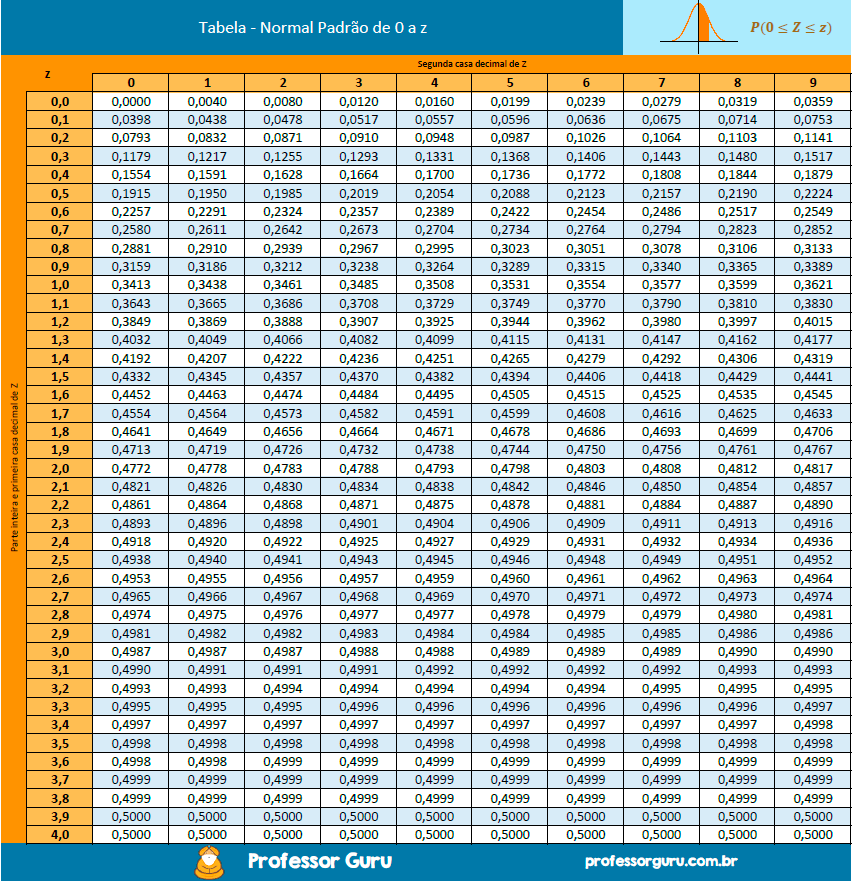 Tabela - Normal Padrão de 0 a z
P(0 ≤ Z ≤ z)
z
Segunda casa decimal de Z
0 1 2 3 4 5 6 7 8 9
Parte inteira e primeira casa decimal de Z
0,0 0,0000 0,0040 0,0080 0,0120 0,0160 0,0199 0,0239 0,0279 0,0319 0,0359
0,1 0,0398 0,0438 0,0478 0,0517 0,0557 0,0596 0,0636 0,0675 0,0714 0,0753
0,2 0,0793 0,0832 0,0871 0,0910 0,0948 0,0987 0,1026 0,1064 0,1103 0,1141
0,3 0,1179 0,1217 0,1255 0,1293 0,1331 0,1368 0,1406 0,1443 0,1480 0,1517
0,4 0,1554 0,1591 0,1628 0,1664 0,1700 0,1736 0,1772 0,1808 0,1844 0,1879
0,5 0,1915 0,1950 0,1985 0,2019 0,2054 0,2088 0,2123 0,2157 0,2190 0,2224
0,6 0,2257 0,2291 0,2324 0,2357 0,2389 0,2422 0,2454 0,2486 0,2517 0,2549
0,7 0,2580 0,2611 0,2642 0,2673 0,2704 0,2734 0,2764 0,2794 0,2823 0,2852
0,8 0,2881 0,2910 0,2939 0,2967 0,2995 0,3023 0,3051 0,3078 0,3106 0,3133
0,9 0,3159 0,3186 0,3212 0,3238 0,3264 0,3289 0,3315 0,3340 0,3365 0,3389
1,0 0,3413 0,3438 0,3461 0,3485 0,3508 0,3531 0,3554 0,3577 0,3599 0,3621
1,1 0,3643 0,3665 0,3686 0,3708 0,3729 0,3749 0,3770 0,3790 0,3810 0,3830
1,2 0,3849 0,3869 0,3888 0,3907 0,3925 0,3944 0,3962 0,3980 0,3997 0,4015
1,3 0,4032 0,4049 0,4066 0,4082 0,4099 0,4115 0,4131 0,4147 0,4162 0,4177
1,4 0,4192 0,4207 0,4222 0,4236 0,4251 0,4265 0,4279 0,4292 0,4306 0,4319
1,5 0,4332 0,4345 0,4357 0,4370 0,4382 0,4394 0,4406 0,4418 0,4429 0,4441
1,6 0,4452 0,4463 0,4474 0,4484 0,4495 0,4505 0,4515 0,4525 0,4535 0,4545
1,7 0,4554 0,4564 0,4573 0,4582 0,4591 0,4599 0,4608 0,4616 0,4625 0,4633
1,8 0,4641 0,4649 0,4656 0,4664 0,4671 0,4678 0,4686 0,4693 0,4699 0,4706
1,9 0,4713 0,4719 0,4726 0,4732 0,4738 0,4744 0,4750 0,4756 0,4761 0,4767
2,0 0,4772 0,4778 0,4783 0,4788 0,4793 0,4798 0,4803 0,4808 0,4812 0,4817
2,1 0,4821 0,4826 0,4830 0,4834 0,4838 0,4842 0,4846 0,4850 0,4854 0,4857
2,2 0,4861 0,4864 0,4868 0,4871 0,4875 0,4878 0,4881 0,4884 0,4887 0,4890
2,3 0,4893 0,4896 0,4898 0,4901 0,4904 0,4906 0,4909 0,4911 0,4913 0,4916
2,4 0,4918 0,4920 0,4922 0,4925 0,4927 0,4929 0,4931 0,4932 0,4934 0,4936
2,5 0,4938 0,4940 0,4941 0,4943 0,4945 0,4946 0,4948 0,4949 0,4951 0,4952
2,6 0,4953 0,4955 0,4956 0,4957 0,4959 0,4960 0,4961 0,4962 0,4963 0,4964
2,7 0,4965 0,4966 0,4967 0,4968 0,4969 0,4970 0,4971 0,4972 0,4973 0,4974
2,8 0,4974 0,4975 0,4976 0,4977 0,4977 0,4978 0,4979 0,4979 0,4980 0,4981
2,9 0,4981 0,4982 0,4982 0,4983 0,4984 0,4984 0,4985 0,4985 0,4986 0,4986
3,0 0,4987 0,4987 0,4987 0,4988 0,4988 0,4989 0,4989 0,4989 0,4990 0,4990
3,1 0,4990 0,4991 0,4991 0,4991 0,4992 0,4992 0,4992 0,4992 0,4993 0,4993
3,2 0,4993 0,4993 0,4994 0,4994 0,4994 0,4994 0,4994 0,4995 0,4995 0,4995
3,3 0,4995 0,4995 0,4995 0,4996 0,4996 0,4996 0,4996 0,4996 0,4996 0,4997
3,4 0,4997 0,4997 0,4997 0,4997 0,4997 0,4997 0,4997 0,4997 0,4997 0,4998
3,5 0,4998 0,4998 0,4998 0,4998 0,4998 0,4998 0,4998 0,4998 0,4998 0,4998
3,6 0,4998 0,4998 0,4999 0,4999 0,4999 0,4999 0,4999 0,4999 0,4999 0,4999
3,7 0,4999 0,4999 0,4999 0,4999 0,4999 0,4999 0,4999 0,4999 0,4999 0,4999
3,8 0,4999 0,4999 0,4999 0,4999 0,4999 0,4999 0,4999 0,4999 0,4999 0,4999
3,9 0,5000 0,5000 0,5000 0,5000 0,5000 0,5000 0,5000 0,5000 0,5000 0,5000
4,0 0,5000 0,5000 0,5000 0,5000 0,5000 0,5000 0,5000 0,5000 0,5000 0,5000
Professor Guru
professorguru.com.br